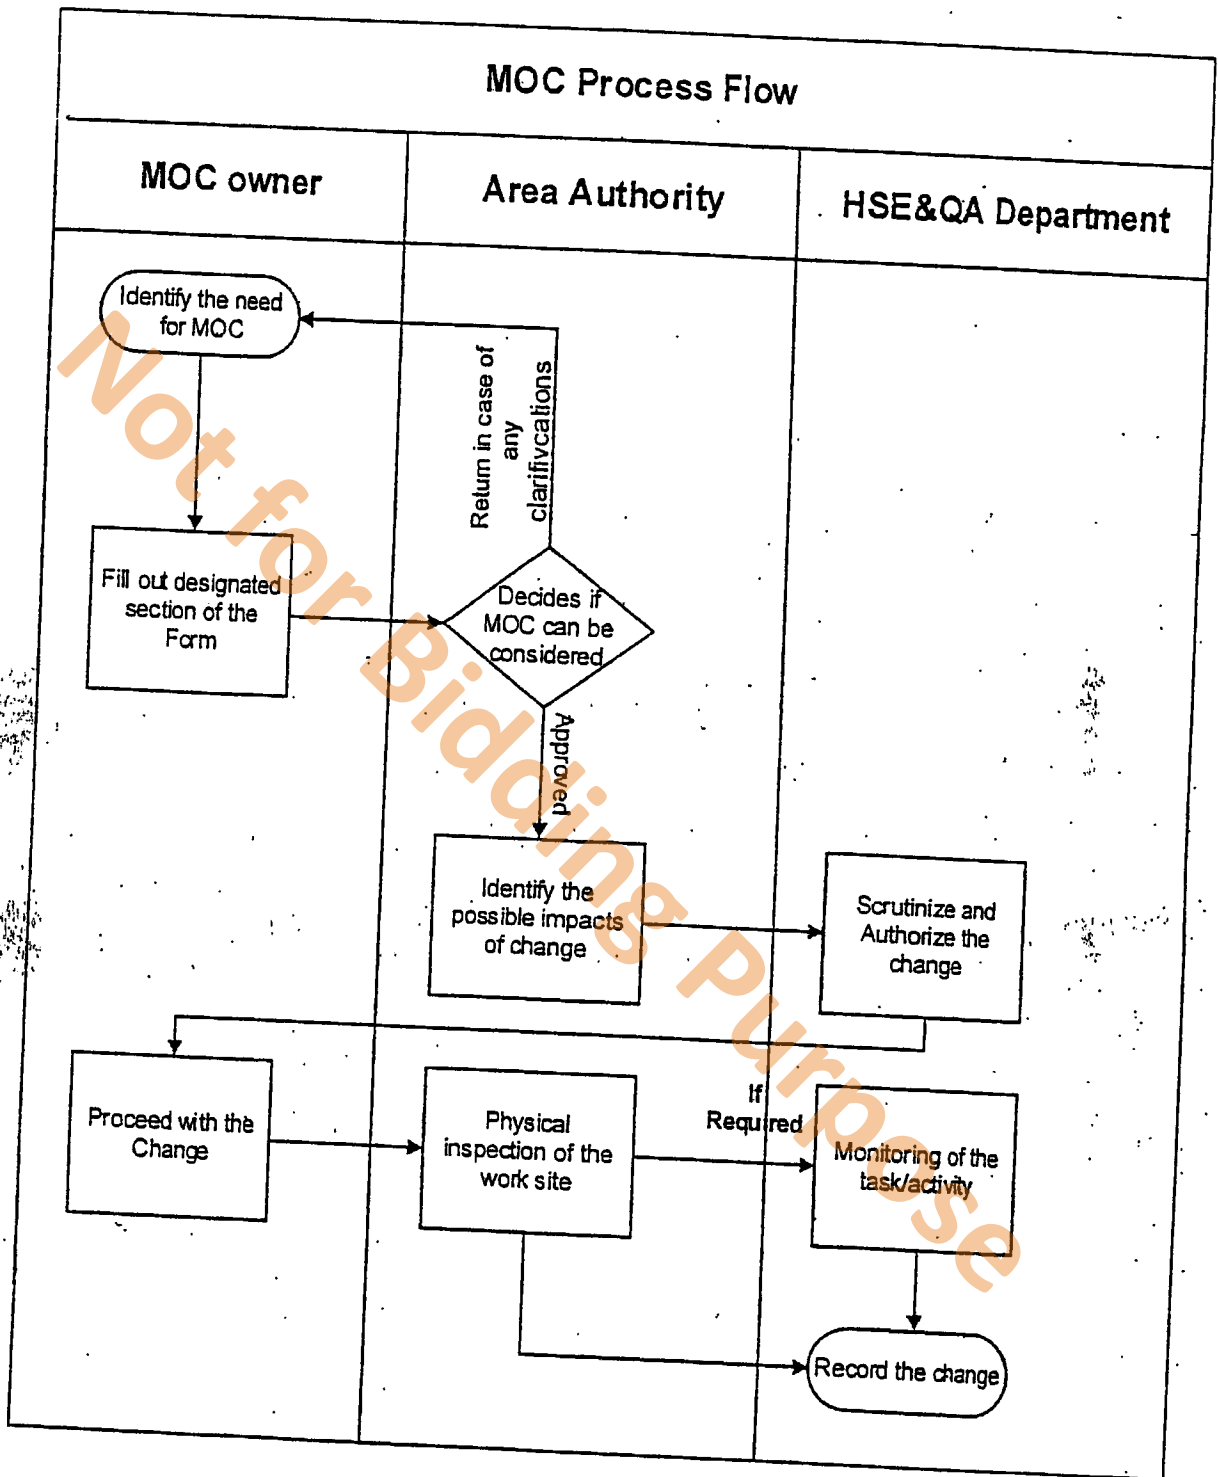 MOC Process Flow
MOC owner
Area Authority
HSE&QA Department
Identify the need
for MOC
Return in case of
any
clarifivcations
Fill out designated
section of the
Form
Decides if
MOC can be
considered
Approved
Identify the
possible impacts
of change
Scrutinize and
Authorize the
change
Proceed with the
Change
Physical
inspection of the
work site
If
Required
Monitoring of the
task/activity
Record the change
Not for Bidding Purpose